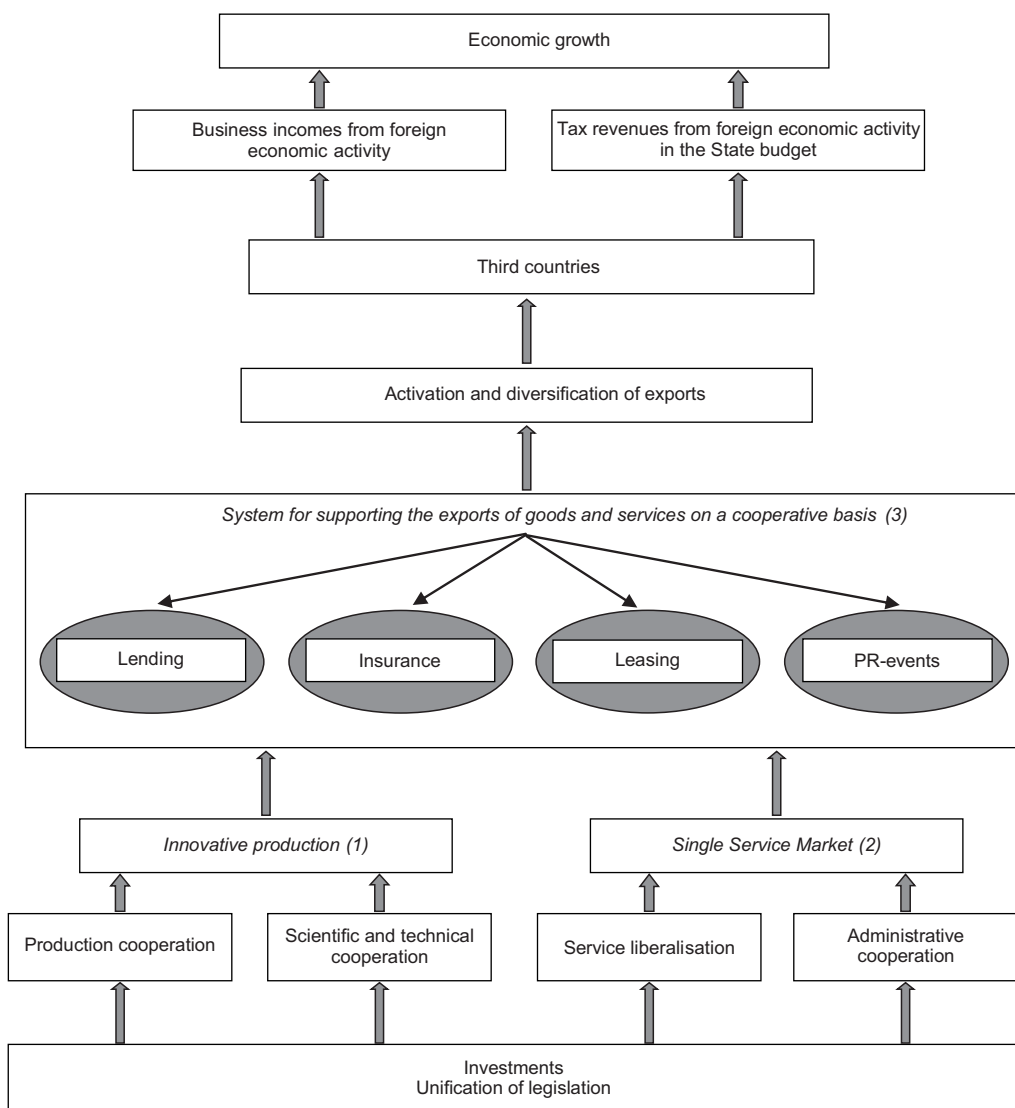 Economic growth
Business incomes from foreign
economic activity
Tax revenues from foreign economic activity
in the State budget
Third countries
Activation and diversification of exports
System for supporting the exports of goods and services on a cooperative basis (3)
Lending
Insurance
Leasing
PR-events
Innovative production (1)
Single Service Market (2)
Production cooperation
Scientific and technical
cooperation
Service liberalisation
Administrative
cooperation
Investments
Unification of legislation